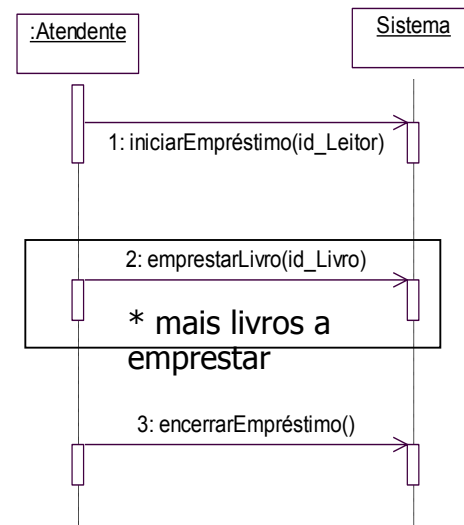 :Atendente
Sistema
1: iniciarEmpréstimo(id_Leitor)
2: emprestarLivro(id_Livro)
* mais livros a
emprestar
3: encerrarEmpréstimo()